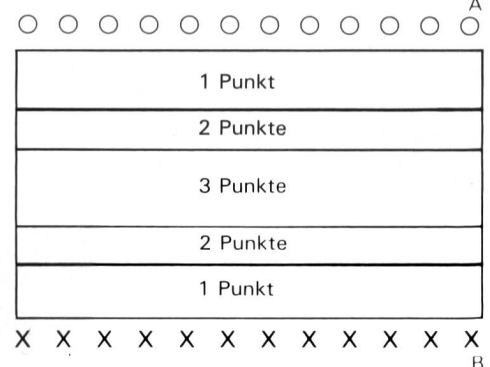 A
1 Punkt
2 Punkte
3 Punkte
2 Punkte
1 Punkt
X X X X X X X X X X X X
B